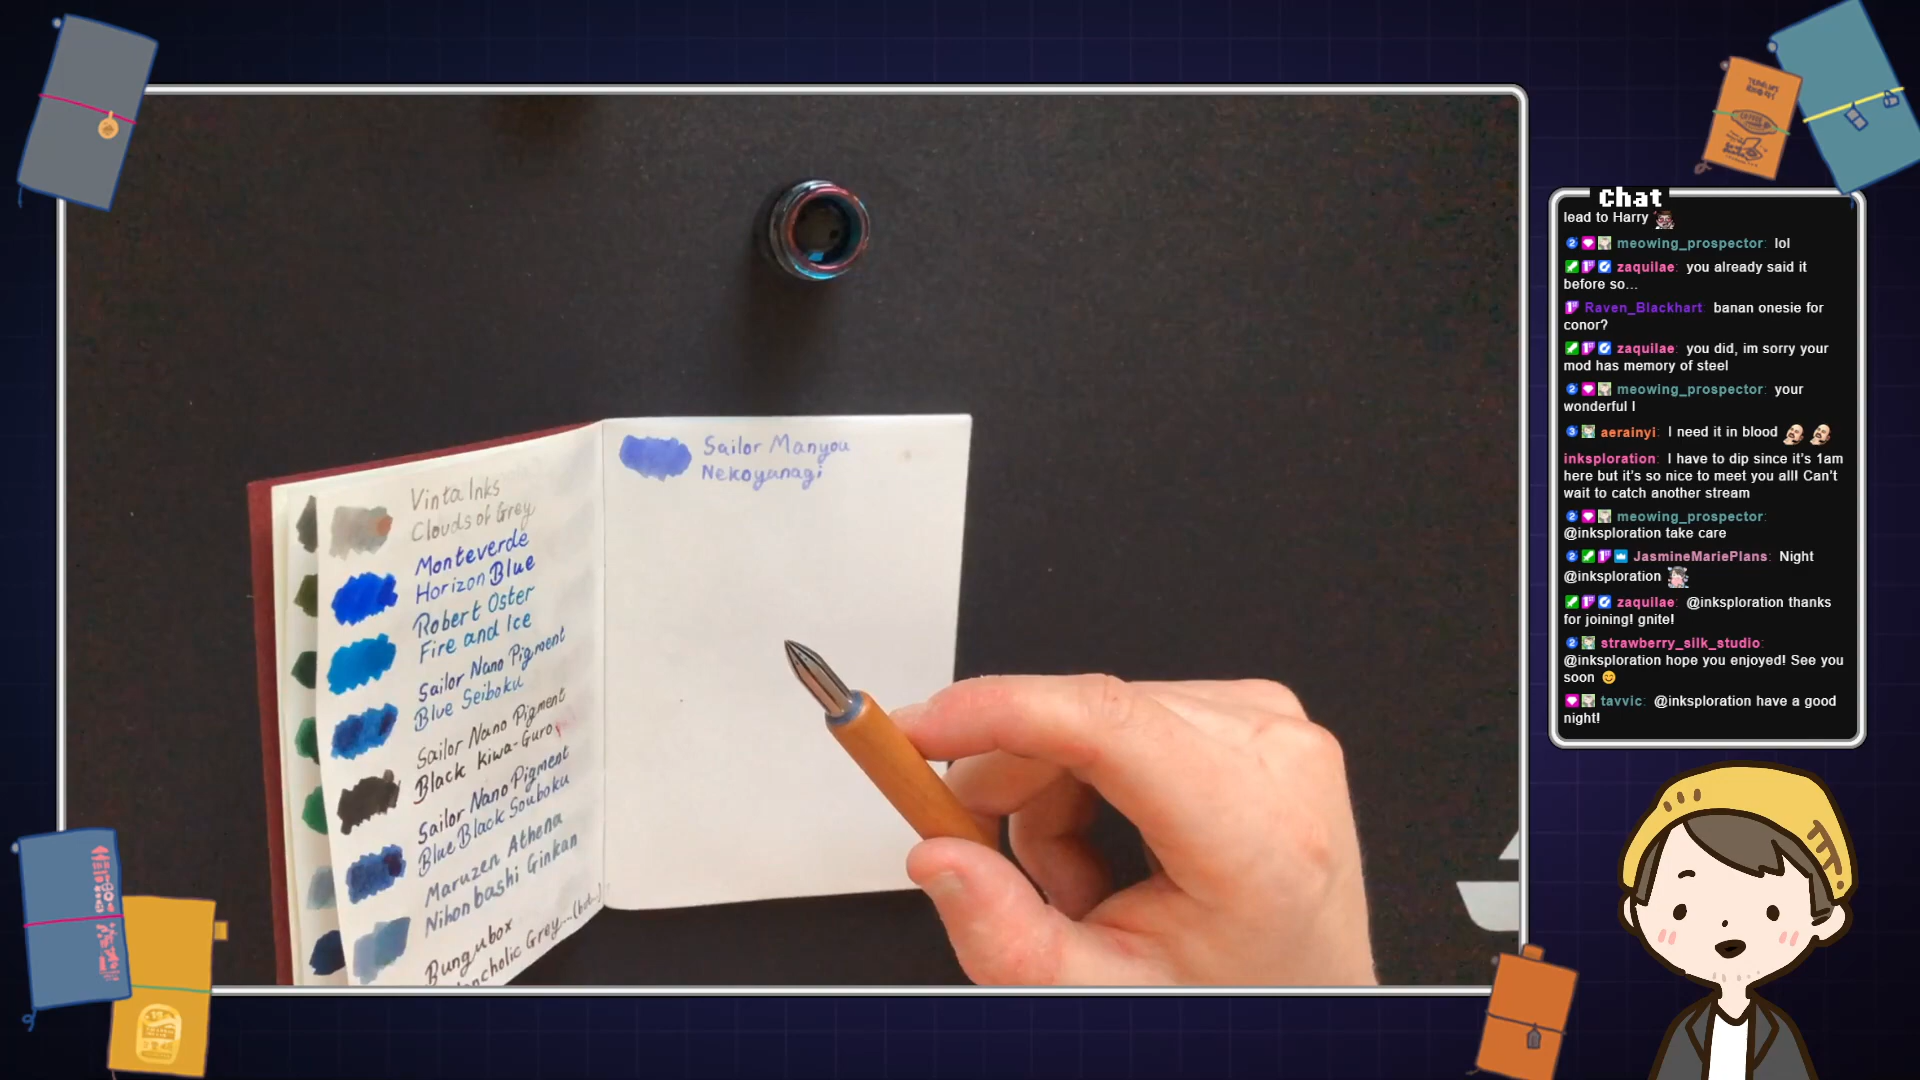 Vinta Inks
Clouds of Grey
Monteverde
Horizon Blue
Robert Oster
Fire and Ice
Sailor Nano Pigment
Blue Seiboku
Sailor Nano Pigment
Black Kiwa-Guro
Sailor Nano Pigment
Blue Black Souboku
Maruzen Athena
Nihonbashi Ginkan
Bungubox
ncholic Grey...
Sailor Manyou
Nekoyanagi
TRAVELER'S
COFFEE
chat
lead to Harry
meowing_prospector: lol
zaquilae: you already said it
before so...
Raven_Blackhart: banan onesie for
conor?
zaquilae: you did, im sorry your
mod has memory of steel
meowing_prospector: your
wonderful I
aerainyi: I need it in blood
inksploration: I have to dip since it's 1am
here but it's so nice to meet you all! Can't
wait to catch another stream
meowing_prospector:
@inksploration take care
JasmineMariePlans: Night
@inksploration
zaquilae: @inksploration thanks
for joining! gnite!
strawberry_silk_studio:
@inksploration hope you enjoyed! See you
soon
tavvic: @inksploration have a good
night!